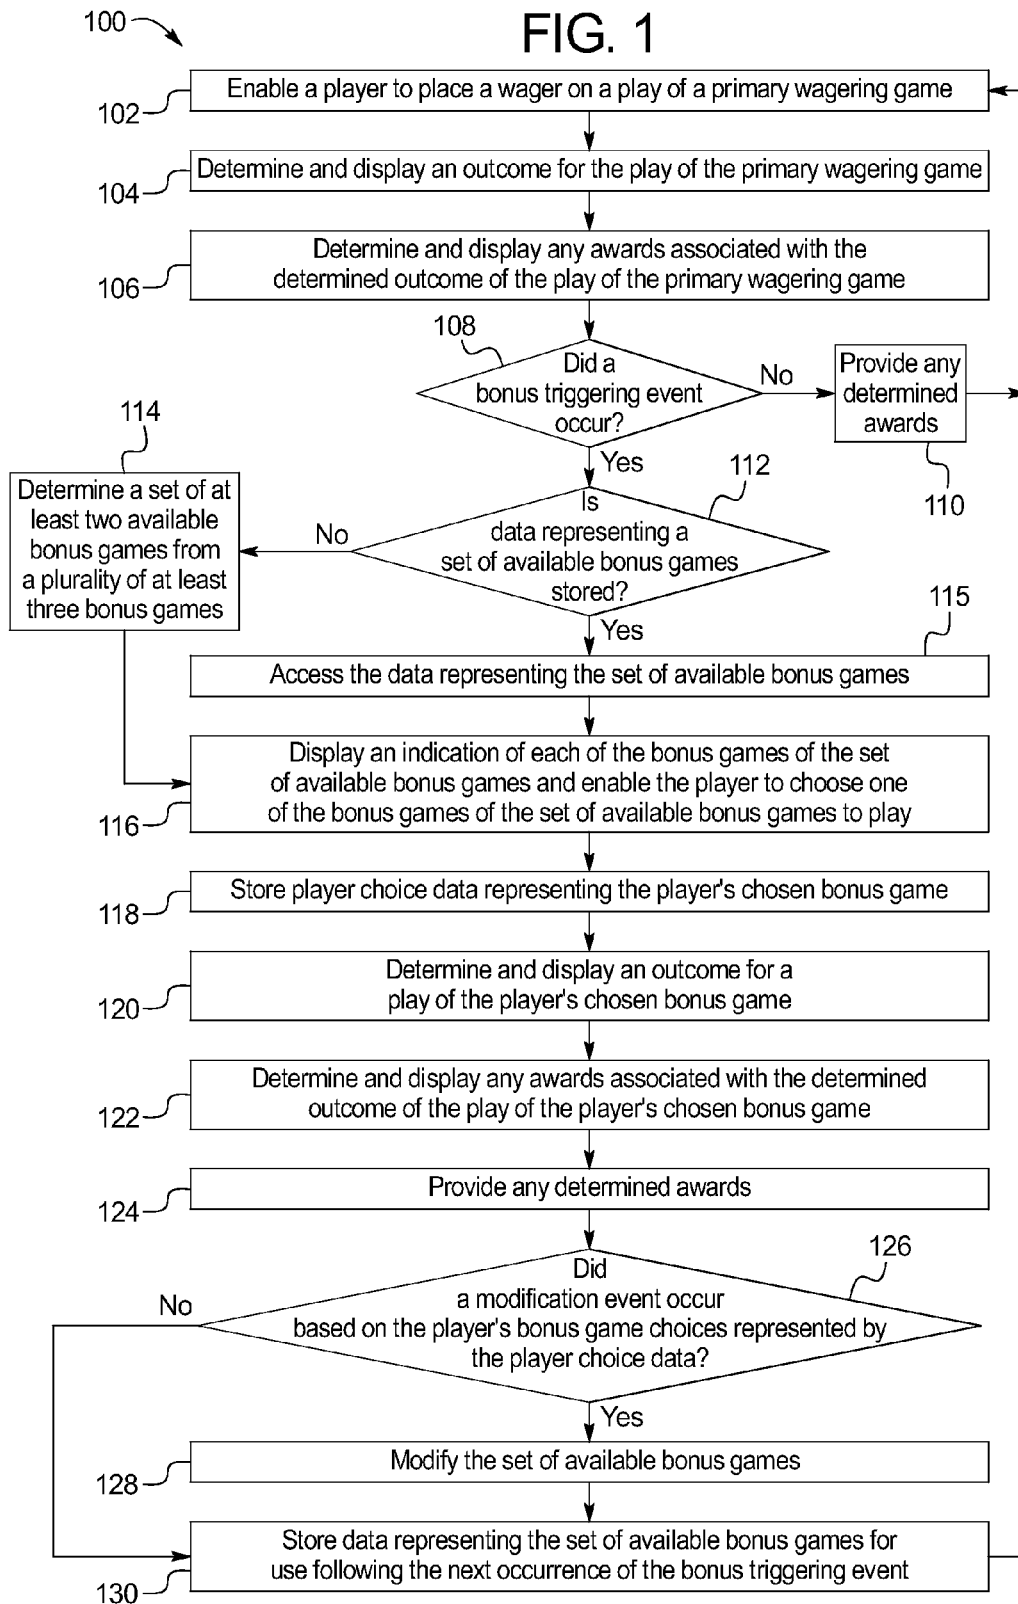 FIG. 1
100
Enable a player to place a wager on a play of a primary wagering game
102
Determine and display an outcome for the play of the primary wagering game
104
Determine and display any awards associated with the
determined outcome of the play of the primary wagering game
106
108
Did a
bonus triggering event
occur?
No
Provide any
determined
awards
110
Yes
112
Is
data representing a
set of available bonus games
stored?
No
114
Determine a set of at
least two available
bonus games from
a plurality of at least
three bonus games
Yes
115
Access the data representing the set of available bonus games
Display an indication of each of the bonus games of the set
of available bonus games and enable the player to choose one
of the bonus games of the set of available bonus games to play
116
Store player choice data representing the player's chosen bonus game
118
Determine and display an outcome for a
play of the player's chosen bonus game
120
Determine and display any awards associated with the determined
outcome of the play of the player's chosen bonus game
122
Provide any determined awards
124
126
Did
a modification event occur
based on the player's bonus game choices represented by
the player choice data?
No
Yes
Modify the set of available bonus games
128
Store data representing the set of available bonus games for
use following the next occurrence of the bonus triggering event
130